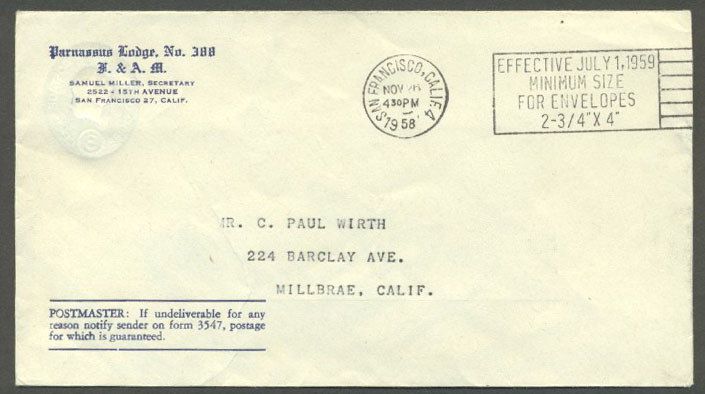 Parnassus Lodge, No. 388
F. & A. M.
SAMUEL MILLER, SECRETARY
2522 - 15TH AVENUE
SAN FRANCISCO 27, CALIF.
SAN FRANCISCO, CALIF. 4
NOV 26
4 30 PM
1958
EFFECTIVE JULY 1, 1959
MINIMUM SIZE
FOR ENVELOPES
2-3/4" X 4"
MR. C. PAUL WIRTH
224 BARCLAY AVE.
MILLBRAE, CALIF.
POSTMASTER: If undeliverable for any
reason notify sender on form 3547, postage
for which is guaranteed.